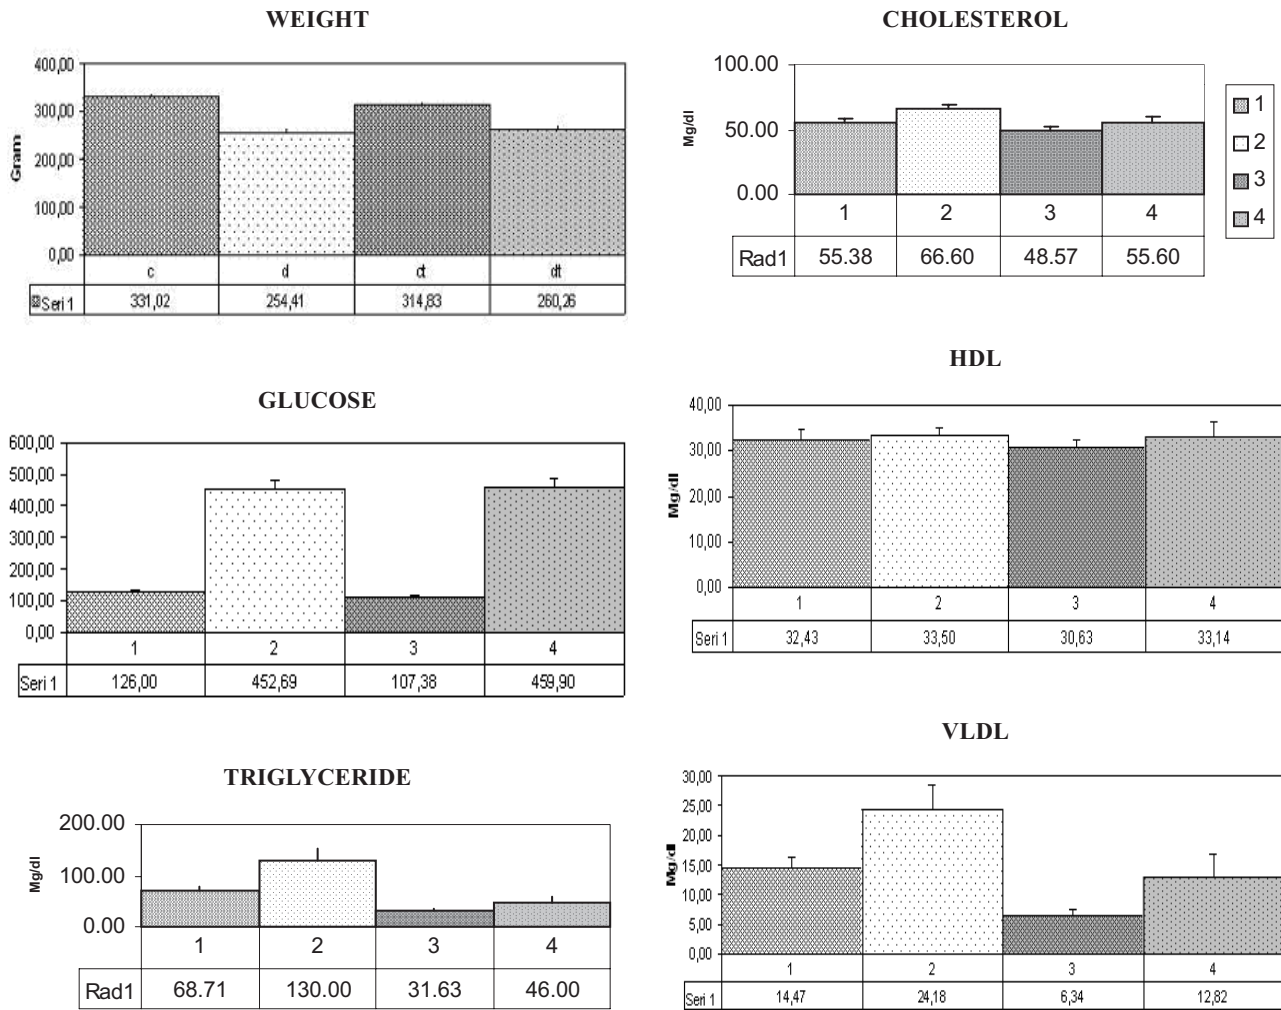 WEIGHT
400,00
300,00
200,00
100,00
0,00
Gram
c d ct dt
Seri 1 331,02 254,41 314,83 260,26
CHOLESTEROL
100.00
50.00
0.00
Mg/dl
1 2 3 4
Rad1 55.38 66.60 48.57 55.60
1
2
3
4
GLUCOSE
600,00
500,00
400,00
300,00
200,00
100,00
0,00
1 2 3 4
Seri 1 126,00 452,69 107,38 459,90
HDL
40,00
30,00
20,00
10,00
0,00
Mg/dl
1 2 3 4
Seri 1 32,43 33,50 30,63 33,14
TRIGLYCERIDE
200.00
100.00
0.00
Mg/dl
1 2 3 4
Rad1 68.71 130.00 31.63 46.00
VLDL
30,00
25,00
20,00
15,00
10,00
5,00
0,00
Mg/dl
1 2 3 4
Seri 1 14,47 24,18 6,34 12,82